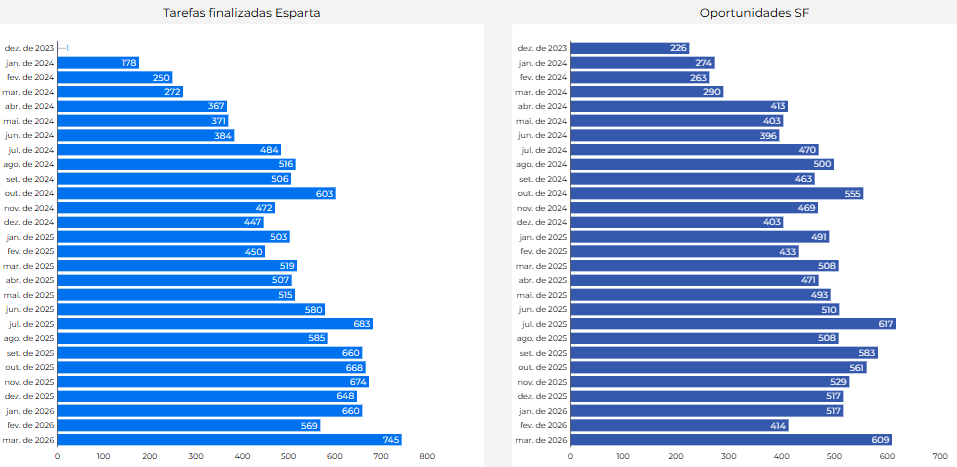 Tarefas finalizadas Esparta
dez. de 2023 1
jan. de 2024 178
fev. de 2024 250
mar. de 2024 272
abr. de 2024 367
mai. de 2024 371
jun. de 2024 384
jul. de 2024 484
ago. de 2024 516
set. de 2024 506
out. de 2024 603
nov. de 2024 472
dez. de 2024 447
jan. de 2025 503
fev. de 2025 450
mar. de 2025 519
abr. de 2025 507
mai. de 2025 515
jun. de 2025 580
jul. de 2025 683
ago. de 2025 585
set. de 2025 660
out. de 2025 668
nov. de 2025 674
dez. de 2025 648
jan. de 2026 660
fev. de 2026 569
mar. de 2026 745
0 100 200 300 400 500 600 700 800
Oportunidades SF
dez. de 2023 226
jan. de 2024 274
fev. de 2024 263
mar. de 2024 290
abr. de 2024 413
mai. de 2024 403
jun. de 2024 396
jul. de 2024 470
ago. de 2024 500
set. de 2024 463
out. de 2024 555
nov. de 2024 469
dez. de 2024 403
jan. de 2025 491
fev. de 2025 433
mar. de 2025 508
abr. de 2025 471
mai. de 2025 493
jun. de 2025 510
jul. de 2025 617
ago. de 2025 508
set. de 2025 583
out. de 2025 561
nov. de 2025 529
dez. de 2025 517
jan. de 2026 517
fev. de 2026 414
mar. de 2026 609
0 100 200 300 400 500 600 700